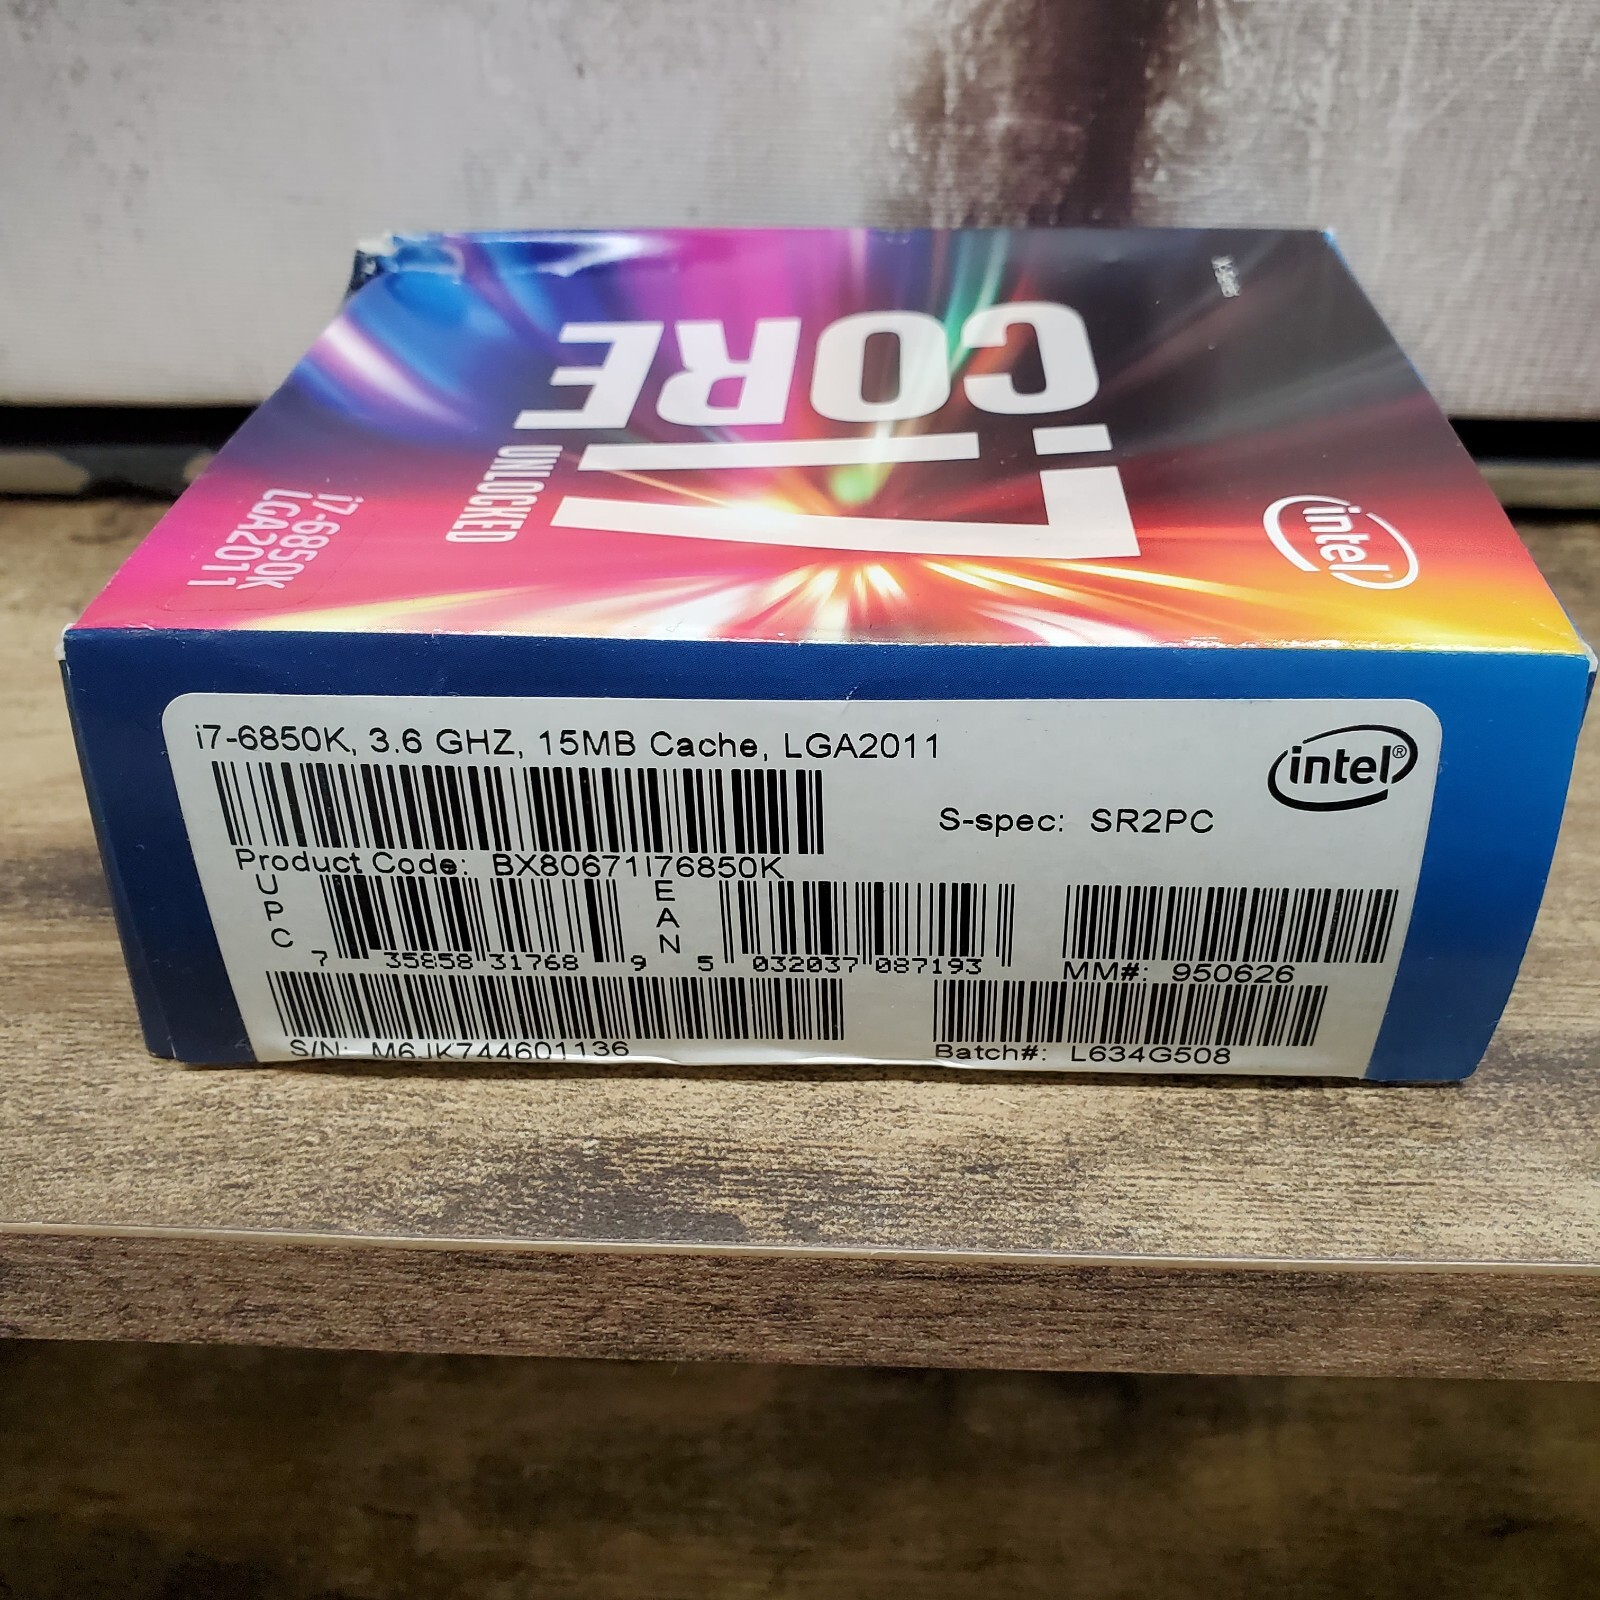 X-Series
CORE
i7
UNLOCKED
intel
i7-6850K
LGA2011
i7-6850K, 3.6 GHZ, 15MB Cache, LGA2011
intel®
S-spec: SR2PC
Product Code: BX80671I76850K
UPC
7 35858 31768 9
EAN
5 032037 087193
MM#: 950626
S/N: M6JK744601136
Batch#: L634G508